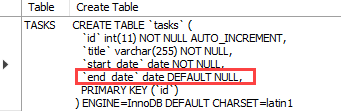 Table Create Table
TASKS CREATE TABLE `tasks` (
`id` int(11) NOT NULL AUTO_INCREMENT,
`title` varchar(255) NOT NULL,
`start_date` date NOT NULL,
`end_date` date DEFAULT NULL,
PRIMARY KEY (`id`)
) ENGINE=InnoDB DEFAULT CHARSET=latin1